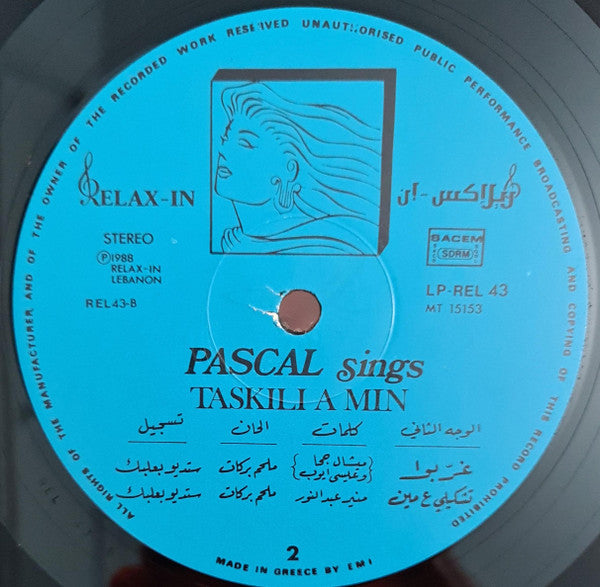 ALL RIGHTS OF THE MANUFACTURER AND OF THE OWNER OF THE RECORDED WORK RESERVED UNAUTHORISED PUBLIC PERFORMANCE BROADCASTING AND COPYING OF THIS RECORD PROHIBITED
RELAX-IN
ريلاكس-إن
STEREO
SACEM
SDRM
℗1988
RELAX-IN
LEBANON
REL43-B
LP-REL 43
MT 15153
PASCAL sings
TASKILI A MIN
الوجه الثاني كلمات الحان تسجيل
غربوا {ميشال جحا وعيسى ايوب} ملحم بركات ستديو بعلبك
تشكيلي ع مين منير عبد النور ملحم بركات ستديو بعلبك
2
MADE IN GREECE BY EMI